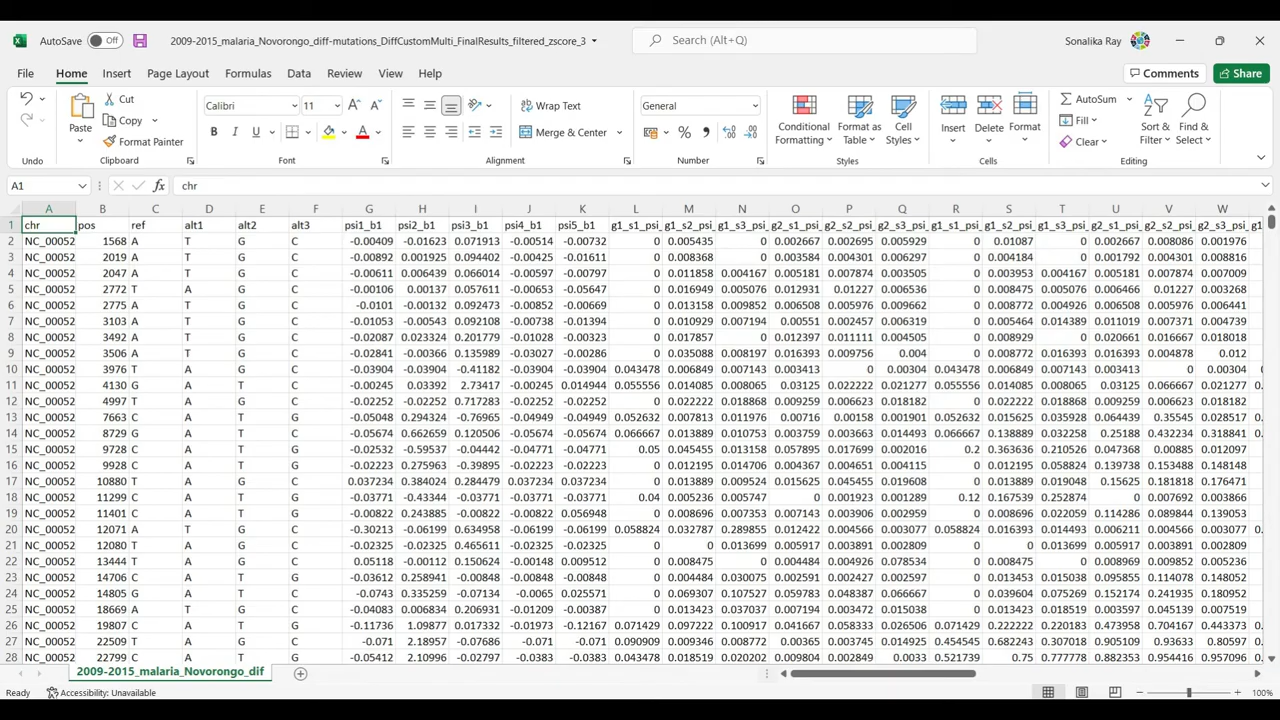 AutoSave Off 2009-2015_malaria_Novorongo_diff-mutations_DiffCustomMulti_FinalResults_filtered_zscore_3 Search (Alt+Q) Sonalika Ray
File Home Insert Page Layout Formulas Data Review View Help Comments Share
Cut Calibri 11 Wrap Text General AutoSum
Paste Copy Conditional Formatting Format as Table Cell Styles Insert Delete Format Fill Sort & Filter Find & Select
Format Painter Merge & Center Clear
Undo Clipboard Font Alignment Number Styles Cells Editing
A1 fx chr
A B C D E F G H I J K L M N O P Q R S T U V W
1 chr pos ref alt1 alt2 alt3 psi1_b1 psi2_b1 psi3_b1 psi4_b1 psi5_b1 g1_s1_psi_ g1_s2_psi_ g1_s3_psi_ g2_s1_psi_ g2_s2_psi_ g2_s3_psi_ g1_s1_psi_ g1_s2_psi_ g1_s3_psi_ g2_s1_psi_ g2_s2_psi_ g2_s3_psi_ g1
2 NC_00052 1568 A T G C -0.00409 -0.01623 0.071913 -0.00514 -0.00732 0 0.005435 0 0.002667 0.002695 0.005929 0 0.01087 0 0.002667 0.008086 0.001976
3 NC_00052 2019 A T G C -0.00892 0.001925 0.094402 -0.00425 -0.01611 0 0.008368 0 0.003584 0.004301 0.006297 0 0.004184 0 0.001792 0.004301 0.008816
4 NC_00052 2047 A T G C -0.00611 0.006439 0.066014 -0.00597 -0.00797 0 0.011858 0.004167 0.005181 0.007874 0.003505 0 0.003953 0.004167 0.005181 0.007874 0.007009
5 NC_00052 2772 T A G C -0.00106 0.00137 0.057611 -0.00653 -0.05647 0 0.016949 0.005076 0.012931 0.01227 0.006536 0 0.008475 0.005076 0.006466 0.01227 0.003268
6 NC_00052 2775 A T G C -0.0101 -0.00132 0.092473 -0.00852 -0.00669 0 0.013158 0.009852 0.006508 0.005976 0.009662 0 0.008772 0.004926 0.006508 0.005976 0.006441
7 NC_00052 3103 A T G C -0.01053 -0.00543 0.092108 -0.00738 -0.01394 0 0.010929 0.007194 0.00551 0.002457 0.006319 0 0.005464 0.014389 0.011019 0.007371 0.004739
8 NC_00052 3492 A T G C -0.02087 0.023324 0.201779 -0.01028 -0.00323 0 0.017857 0 0.012397 0.011111 0.004505 0 0.008929 0 0.020661 0.016667 0.018018
9 NC_00052 3506 A T G C -0.02841 -0.00366 0.135989 -0.03027 -0.00286 0 0.035088 0.008197 0.016393 0.009756 0.004 0 0.008772 0.016393 0.016393 0.004878 0.012
10 NC_00052 3976 T A G C -0.03904 -0.03904 -0.41182 -0.03904 -0.03904 0.043478 0.006849 0.007143 0.003413 0 0.00304 0.043478 0.006849 0.007143 0.003413 0 0.00304
11 NC_00052 4130 G A T C -0.00245 0.03392 2.73417 -0.00245 0.014944 0.055556 0.014085 0.008065 0.03125 0.022222 0.021277 0.055556 0.014085 0.008065 0.03125 0.066667 0.021277
12 NC_00052 4997 T A G C -0.02252 -0.02252 0.717283 -0.02252 -0.02252 0 0.022222 0.018868 0.009259 0.006623 0.018182 0 0.022222 0.018868 0.009259 0.006623 0.018182
13 NC_00052 7663 C A T G -0.05048 0.294324 -0.76965 -0.04949 -0.04949 0.052632 0.007813 0.011976 0.00716 0.00158 0.001901 0.052632 0.015625 0.035928 0.064439 0.35545 0.028517
14 NC_00052 8729 G A T C -0.05674 0.662659 0.120506 -0.05674 -0.05674 0.066667 0.013889 0.010753 0.003759 0.003663 0.014493 0.066667 0.138889 0.032258 0.25188 0.432234 0.318841
15 NC_00052 9728 C A T G -0.02532 -0.59537 -0.04442 -0.04471 -0.04771 0.05 0.045455 0.013158 0.005797 0.017699 0.002016 0.2 0.363636 0.210526 0.047368 0.00885 0.012097
16 NC_00052 9928 C A T G -0.02223 0.275963 -0.39895 -0.02223 -0.02223 0 0.012195 0.014706 0.004367 0.004651 0.004115 0 0.012195 0.058824 0.139738 0.153488 0.148148
17 NC_00052 10880 T A G C 0.037234 0.384024 0.284479 0.037234 0.037234 0 0.013889 0.009524 0.015625 0.045455 0.019608 0 0.013889 0.019048 0.15625 0.181818 0.176471
18 NC_00052 11299 C A T G -0.03771 -0.43344 -0.03771 -0.03771 -0.03771 0.04 0.005236 0.005747 0 0.001923 0.001289 0.12 0.167539 0.252874 0 0.007692 0.003866
19 NC_00052 11401 C A T G -0.00822 0.243885 -0.00822 -0.00822 0.056948 0 0.008696 0.007353 0.007143 0.003906 0.002959 0 0.008696 0.022059 0.114286 0.089844 0.139053
20 NC_00052 12071 A T G C -0.30213 -0.06199 0.634958 -0.06199 -0.06199 0.058824 0.032787 0.289855 0.012422 0.004566 0.003077 0.058824 0.016393 0.014493 0.006211 0.004566 0.003077
21 NC_00052 12080 T A G C -0.02325 -0.02325 0.465611 -0.02325 -0.02325 0 0 0.013699 0.005917 0.003891 0.002809 0 0 0.013699 0.005917 0.003891 0.002809
22 NC_00052 13444 T A G C 0.05118 -0.00112 0.150624 -0.00148 0.009512 0 0.008475 0 0.004484 0.004926 0.078534 0 0.008475 0 0.008969 0.009852 0.005236
23 NC_00052 14706 C A T G -0.03612 0.258941 -0.00848 -0.00848 -0.00848 0 0.004484 0.030075 0.002591 0.002427 0.002597 0 0.013453 0.015038 0.095855 0.114078 0.148052
24 NC_00052 14805 G A T C -0.0743 0.335259 -0.07134 -0.0065 0.025571 0 0.069307 0.107527 0.059783 0.048387 0.066667 0 0.039604 0.075269 0.152174 0.241935 0.180952
25 NC_00052 18669 A T G C -0.04083 0.006834 0.206931 -0.01209 -0.00387 0 0.013423 0.037037 0.007194 0.003472 0.015038 0 0.013423 0.018519 0.003597 0.045139 0.007519
26 NC_00052 19807 C A T G -0.11736 1.09877 0.017332 -0.01973 -0.12167 0.071429 0.097222 0.100917 0.041667 0.058333 0.026506 0.071429 0.222222 0.220183 0.473958 0.704167 0.443373
27 NC_00052 22509 T A G C -0.071 2.18957 -0.07686 -0.071 -0.071 0.090909 0.009346 0.008772 0.00365 0.003745 0.014925 0.454545 0.682243 0.307018 0.905109 0.93633 0.80597
28 NC_00052 22799 C A T G -0.05412 2.10996 -0.02797 -0.0383 -0.0383 0.043478 0.018519 0.020202 0.009804 0.002849 0.0033 0.521739 0.75 0.777778 0.882353 0.954416 0.957096
2009-2015_malaria_Novorongo_dif
Ready Accessibility: Unavailable 100%